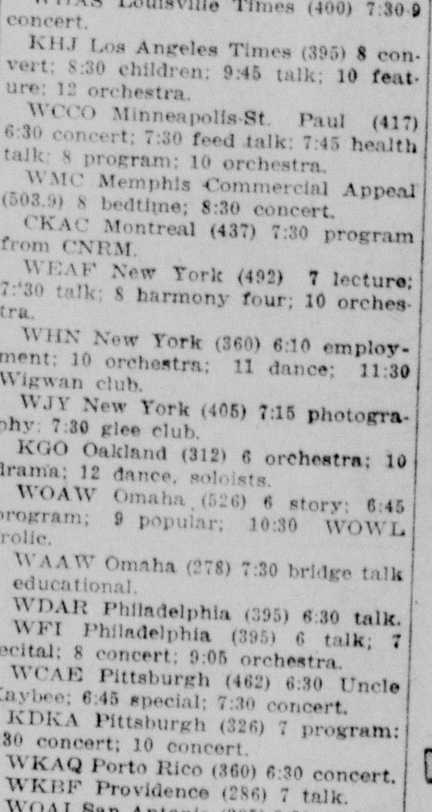 Louisville Times (400) 7:30-9
concert.
KHJ Los Angeles Times (395) 8 con-
vert; 8:30 children; 9:45 talk; 10 feat-
ure; 12 orchestra.
WCCO Minneapolis-St. Paul (417)
6:30 concert; 7:30 feed talk; 7:45 health
talk; 8 program; 10 orchestra.
WMC Memphis Commercial Appeal
(503.9) 8 bedtime; 8:30 concert.
CKAC Montreal (437) 7:30 program
from CNRM.
WEAF New York (492) 7 lecture;
7:30 talk; 8 harmony four; 10 orches-
tra.
WHN New York (360) 6:10 employ-
ment; 10 orchestra; 11 dance; 11:30
Wigwan club.
WJY New York (405) 7:15 photogra-
phy; 7:30 glee club.
KGO Oakland (312) 6 orchestra; 10
drama; 12 dance, soloists.
WOAW Omaha (526) 6 story; 6:45
program; 9 popular; 10:30 WOWL
rolic.
WAAW Omaha (278) 7:30 bridge talk
educational.
WDAR Philadelphia (395) 6:30 talk.
WFI Philadelphia (395) 6 talk; 7
ecital; 8 concert; 9:05 orchestra.
WCAE Pittsburgh (462) 6:30 Uncle
Kaybee; 6:45 special; 7:30 concert.
KDKA Pittsburgh (326) 7 program;
:30 concert; 10 concert.
WKAQ Porto Rico (360) 6:30 concert.
WKBF Providence (286) 7 talk.
WOAI San